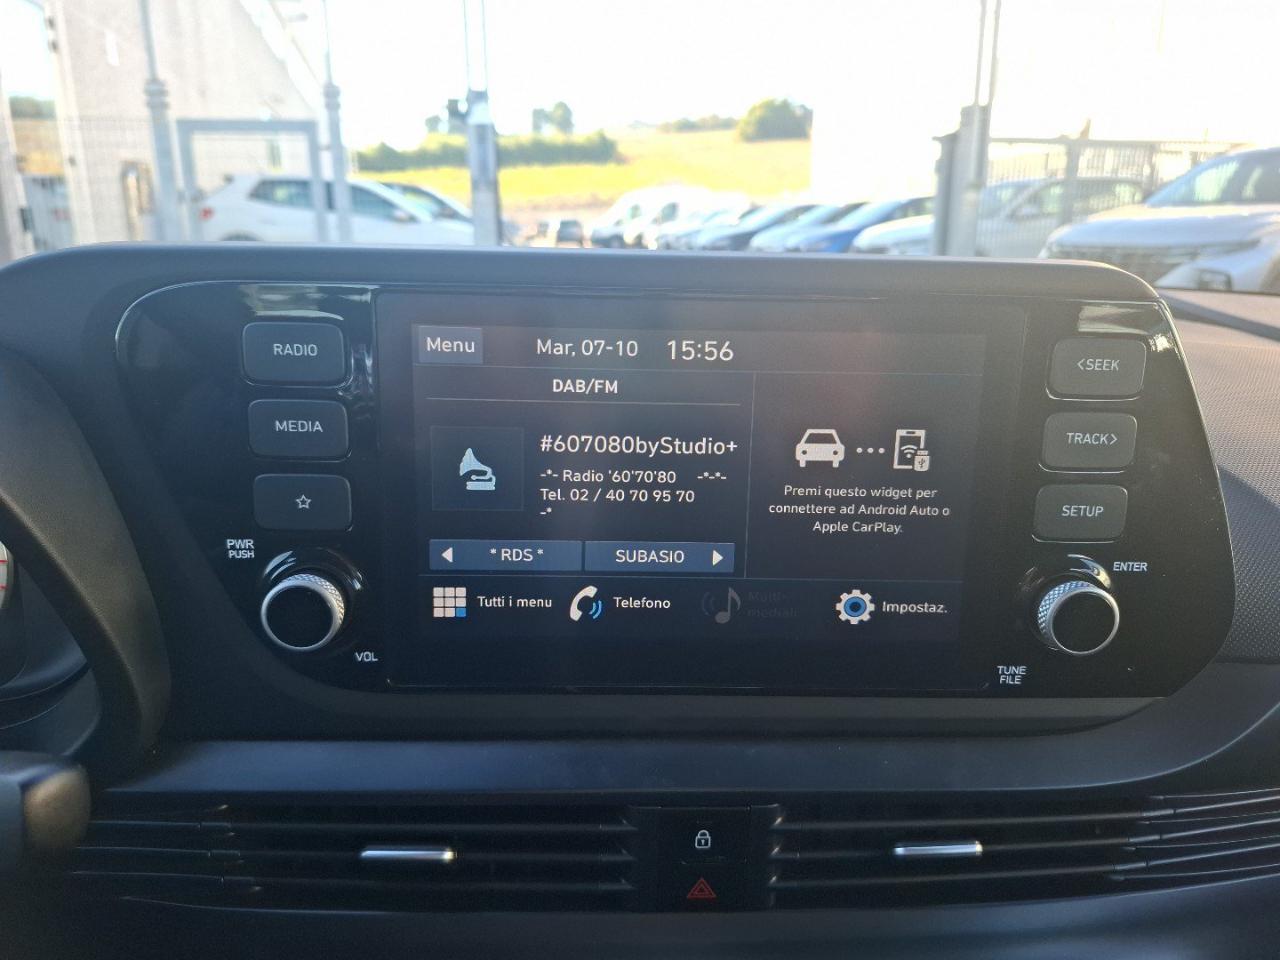 RADIO
MEDIA
PWR
PUSH
VOL
Menu
Mar, 07-10 15:56
DAB/FM
#607080byStudio+
-*- Radio '60'70'80 -*-*-
Tel. 02 / 40 70 95 70
-*
* RDS *
SUBASIO
Premi questo widget per
connettere ad Android Auto o
Apple CarPlay.
Tutti i menu
Telefono
Multi-
mediali
Impostaz.
<SEEK
TRACK>
SETUP
ENTER
TUNE
FILE